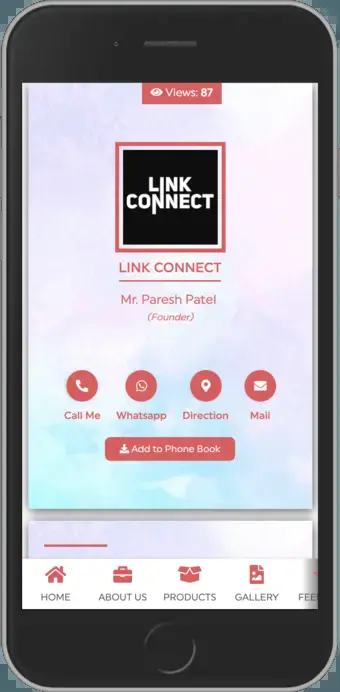 Views: 87
LINK
CONNECT
LINK CONNECT
Mr. Paresh Patel
(Founder)
Call Me Whatsapp Direction Mail
Add to Phone Book
HOME ABOUT US PRODUCTS GALLERY